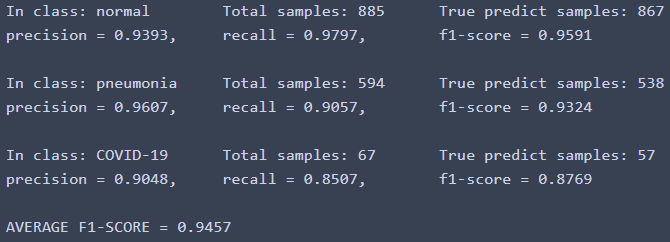 In class: normal Total samples: 885 True predict samples: 867
precision = 0.9393, recall = 0.9797, f1-score = 0.9591
In class: pneumonia Total samples: 594 True predict samples: 538
precision = 0.9607, recall = 0.9057, f1-score = 0.9324
In class: COVID-19 Total samples: 67 True predict samples: 57
precision = 0.9048, recall = 0.8507, f1-score = 0.8769
AVERAGE F1-SCORE = 0.9457